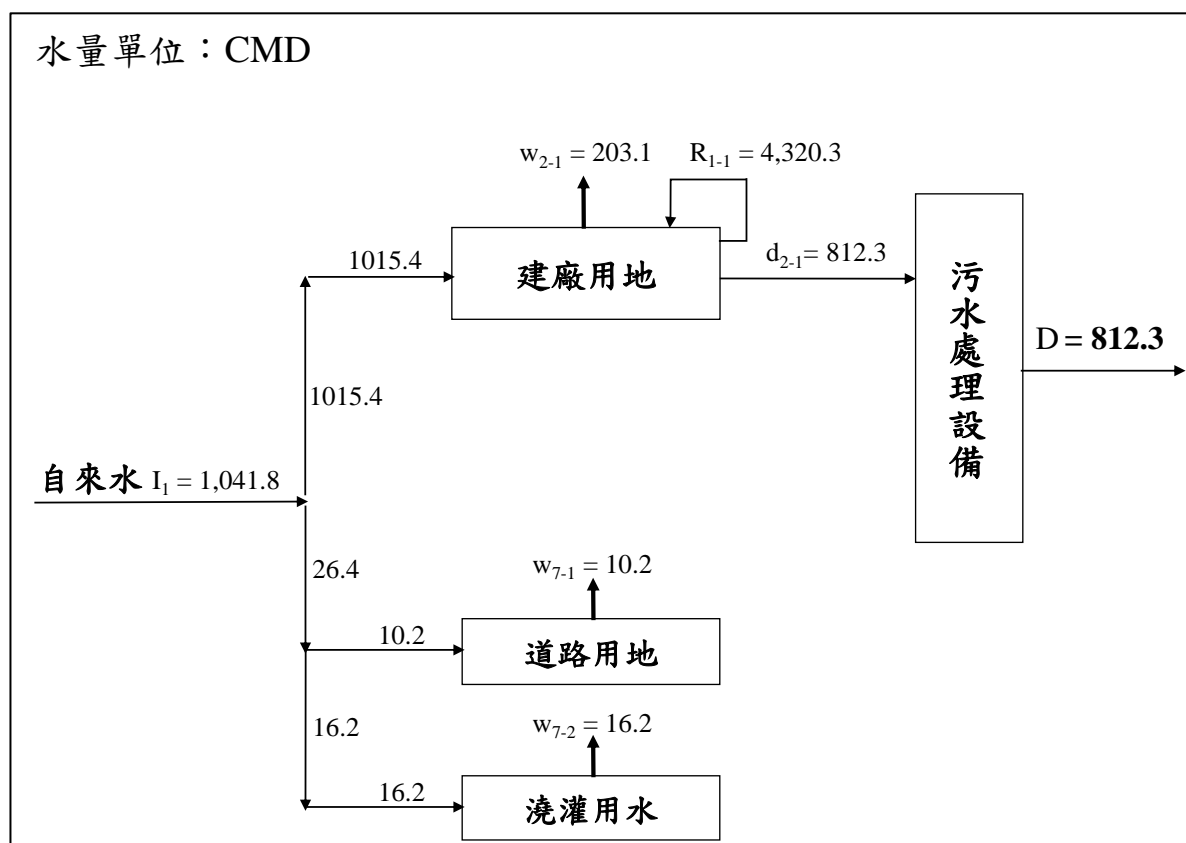 水量單位：CMD
w2-1 = 203.1
R1-1 = 4,320.3
1015.4
建廠用地
d2-1= 812.3
污水處理設備
D = 812.3
1015.4
自來水 I1 = 1,041.8
26.4
w7-1 = 10.2
10.2
道路用地
16.2
w7-2 = 16.2
16.2
澆灌用水